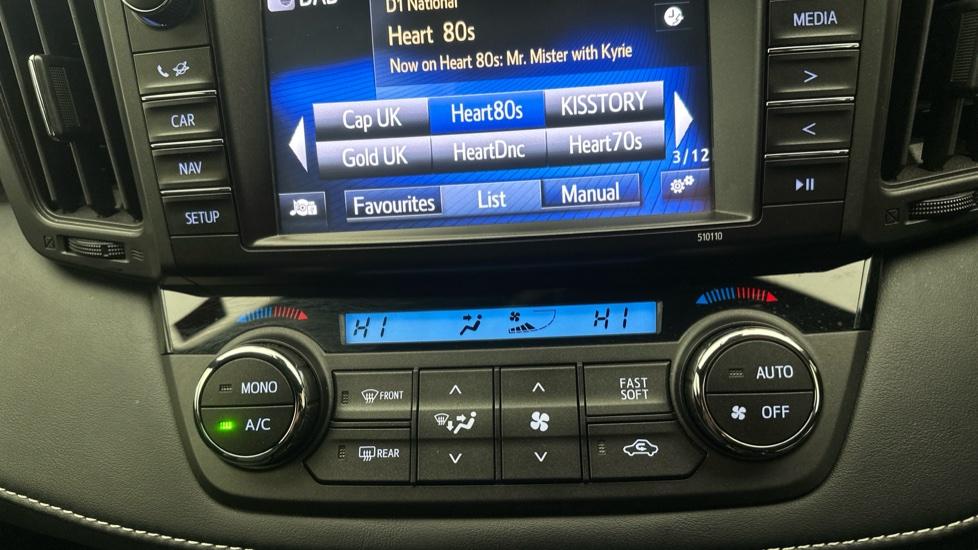 DAB
D1 National
Heart 80s
Now on Heart 80s: Mr. Mister with Kyrie
Cap UK Heart80s KISSTORY
Gold UK HeartDnc Heart70s
3/12
Favourites List Manual
CAR
NAV
SETUP
MEDIA
>
<
510110
HI HI
MONO
A/C
FRONT
REAR
FAST
SOFT
AUTO
OFF